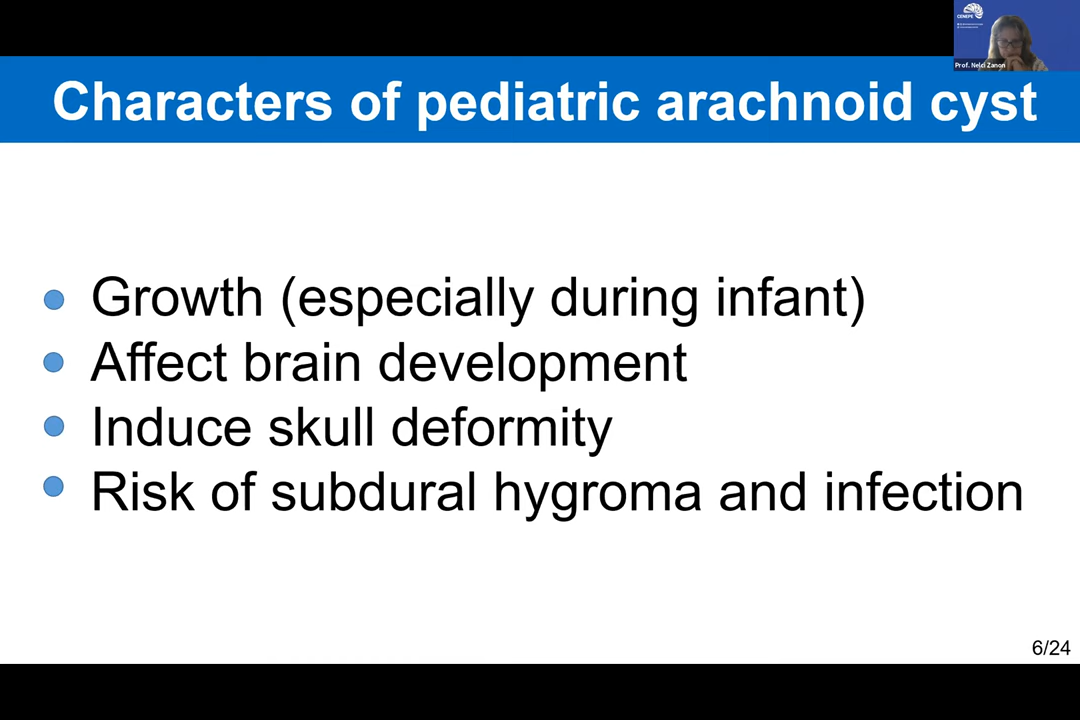 CENEPE
Prof. Nelci Zanon
Characters of pediatric arachnoid cyst
Growth (especially during infant)
Affect brain development
Induce skull deformity
Risk of subdural hygroma and infection
6/24